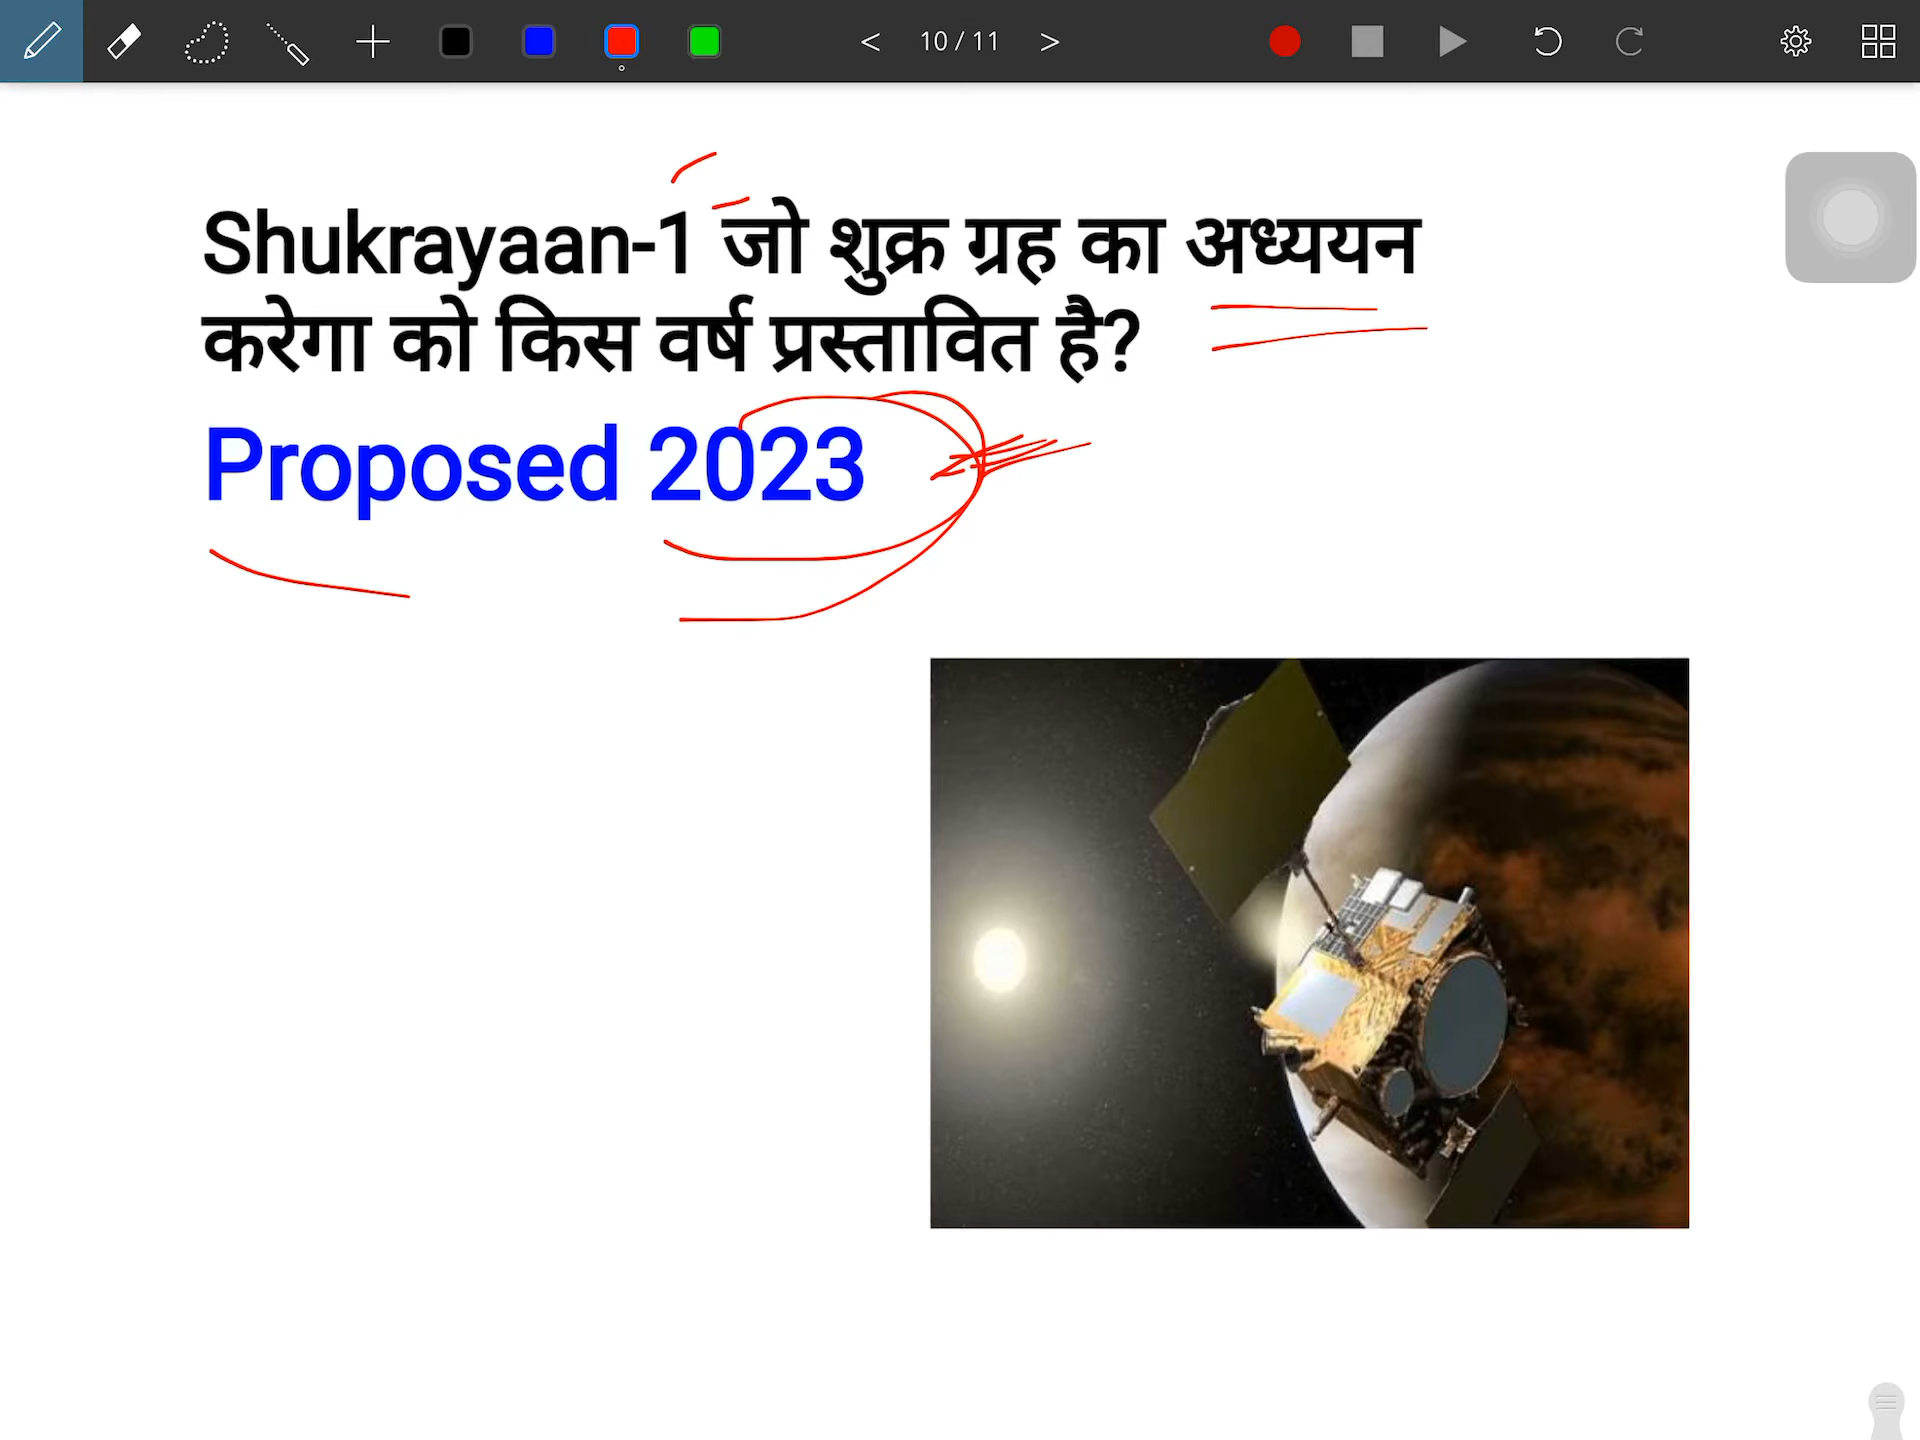 < 10 / 11 >
Shukrayaan-1 जो शुक्र ग्रह का अध्ययन
करेगा को किस वर्ष प्रस्तावित है?
Proposed 2023